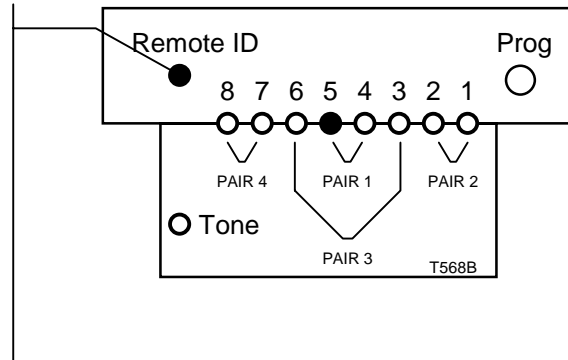 Remote ID Prog
8 7 6 5 4 3 2 1
PAIR 4 PAIR 1 PAIR 2
Tone
PAIR 3
T568B